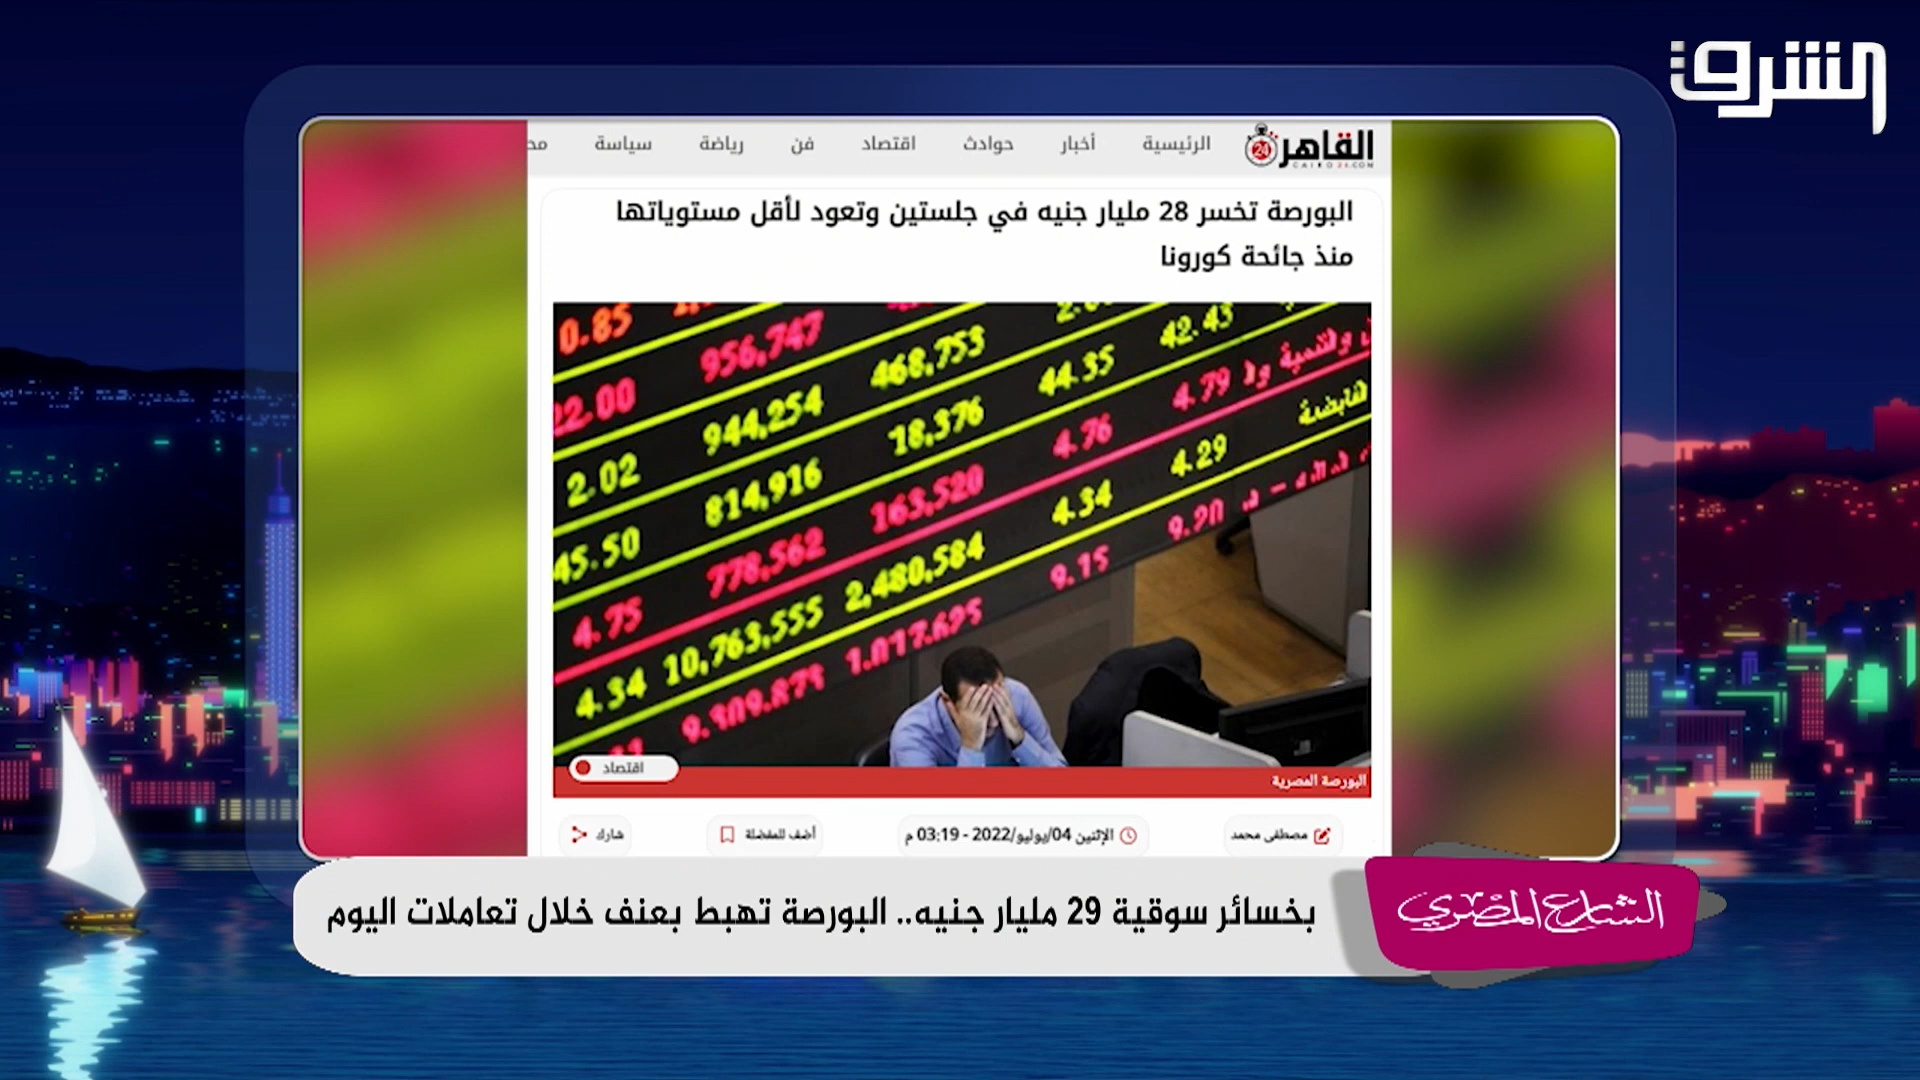 الشرق
القاهرة 24
CAIRO24.COM
الرئيسية أخبار حوادث اقتصاد فن رياضة سياسة مح
البورصة تخسر 28 مليار جنيه في جلستين وتعود لأقل مستوياتها
منذ جائحة كورونا
0.85
22.00 956,747 468,753 42.43
2.02 944,254 18,376 44.35
45.50 814,916 163,520 4.76 4.79
4.75 778,562 2,480,584 4.34 4.29
4.34 10,763,555 1,017,695 9.15 9.20
اقتصاد
البورصة المصرية
مصطفى محمد
الإثنين 04/يوليو/2022 - 03:19 م
أضف للمفضلة
شارك
الشارع المصري
بخسائر سوقية 29 مليار جنيه.. البورصة تهبط بعنف خلال تعاملات اليوم